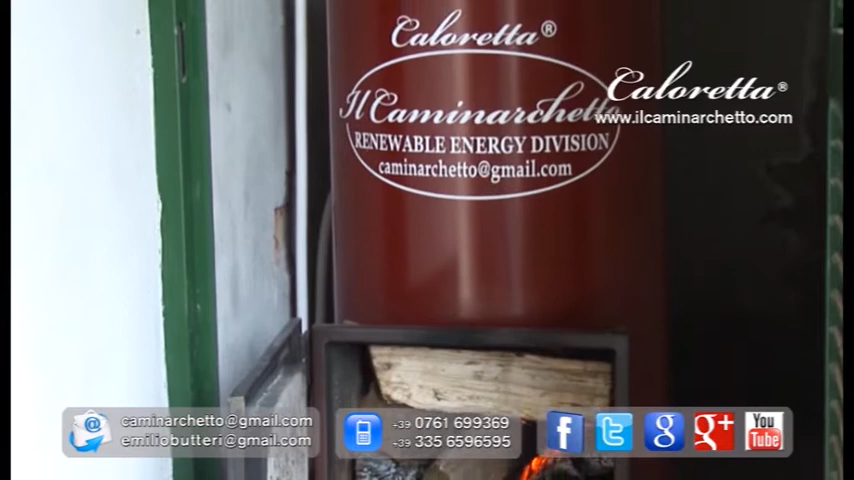 Caloretta®
Il Caminarchetto
RENEWABLE ENERGY DIVISION
caminarchetto@gmail.com
Caloretta®
www.ilcaminarchetto.com
caminarchetto@gmail.com
emiliobutteri@gmail.com
+39 0761 699369
+39 335 6596595
f
t
g
g+
You
Tube